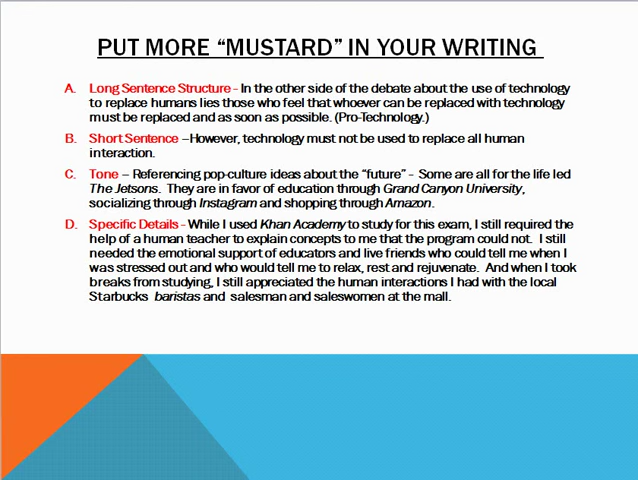 PUT MORE “MUSTARD” IN YOUR WRITING
A. Long Sentence Structure - In the other side of the debate about the use of technology
to replace humans lies those who feel that whoever can be replaced with technology
must be replaced and as soon as possible. (Pro-Technology.)
B. Short Sentence – However, technology must not be used to replace all human
interaction.
C. Tone – Referencing pop-culture ideas about the “future” - Some are all for the life led
The Jetsons. They are in favor of education through Grand Canyon University,
socializing through Instagram and shopping through Amazon.
D. Specific Details - While I used Khan Academy to study for this exam, I still required the
help of a human teacher to explain concepts to me that the program could not. I still
needed the emotional support of educators and live friends who could tell me when I
was stressed out and who would tell me to relax, rest and rejuvenate. And when I took
breaks from studying, I still appreciated the human interactions I had with the local
Starbucks baristas and salesman and saleswomen at the mall.